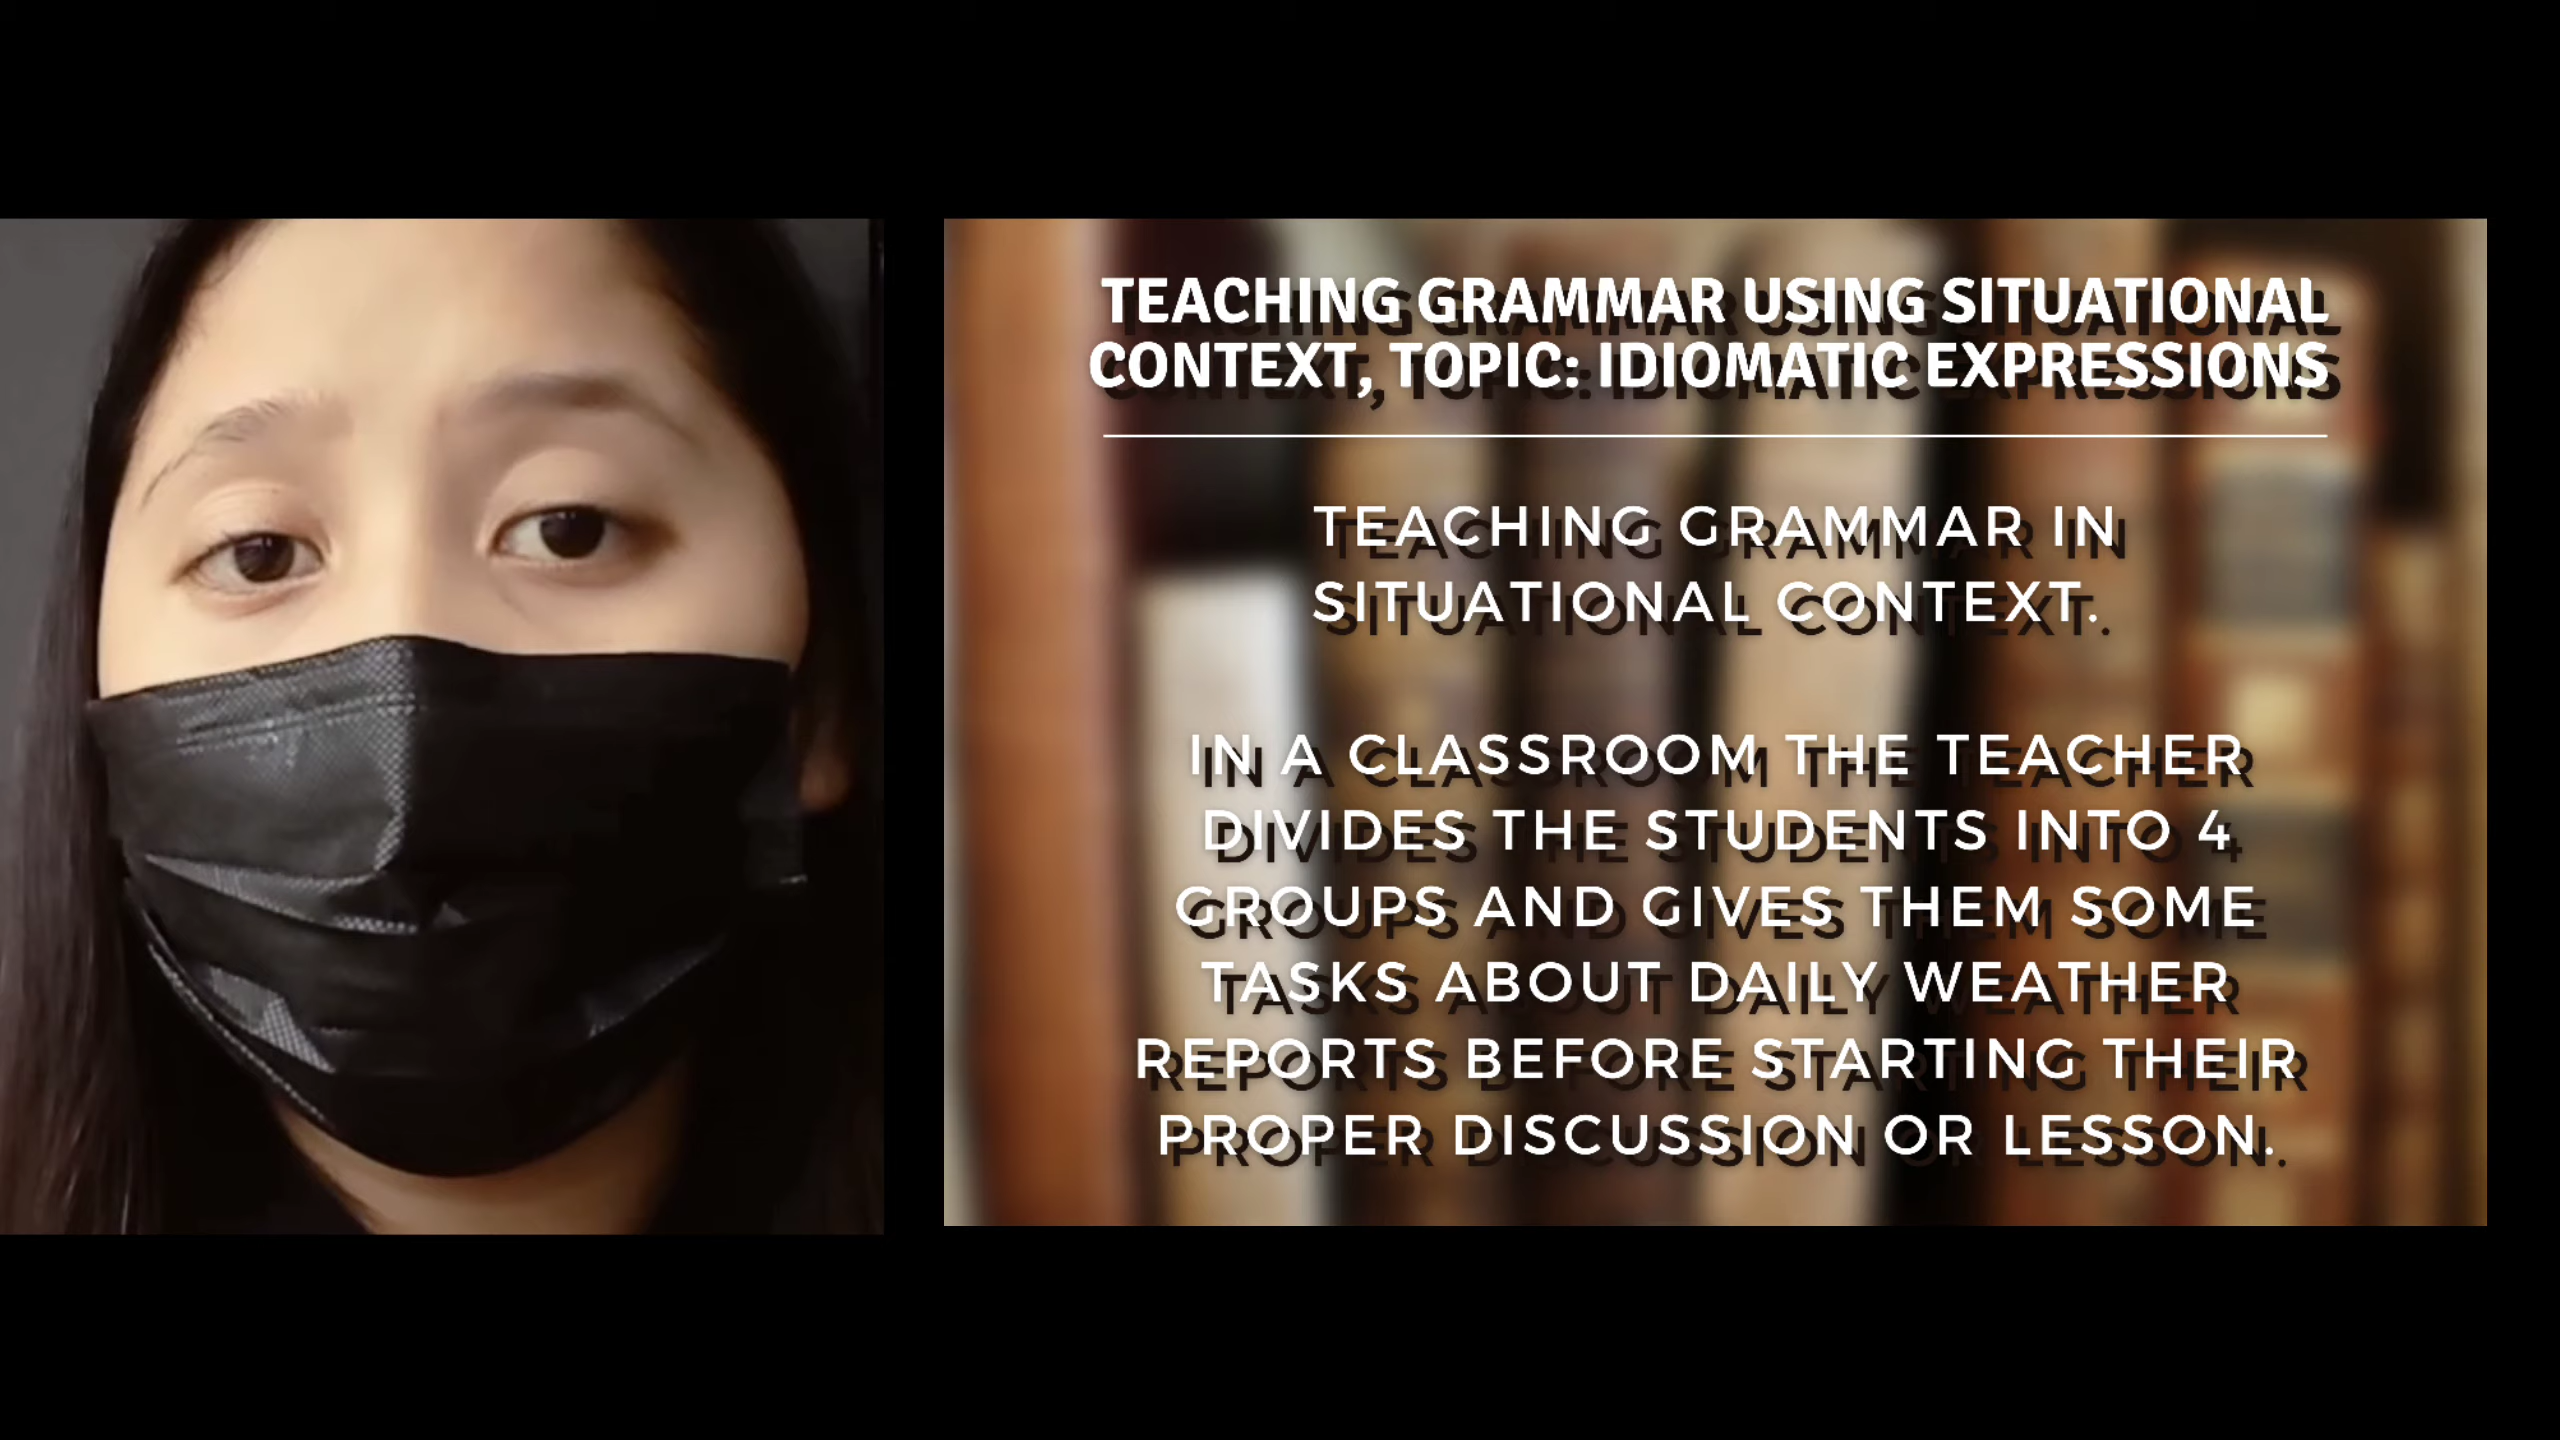 TEACHING GRAMMAR USING SITUATIONAL
CONTEXT, TOPIC: IDIOMATIC EXPRESSIONS
TEACHING GRAMMAR IN
SITUATIONAL CONTEXT.
IN A CLASSROOM THE TEACHER
DIVIDES THE STUDENTS INTO 4
GROUPS AND GIVES THEM SOME
TASKS ABOUT DAILY WEATHER
REPORTS BEFORE STARTING THEIR
PROPER DISCUSSION OR LESSON.